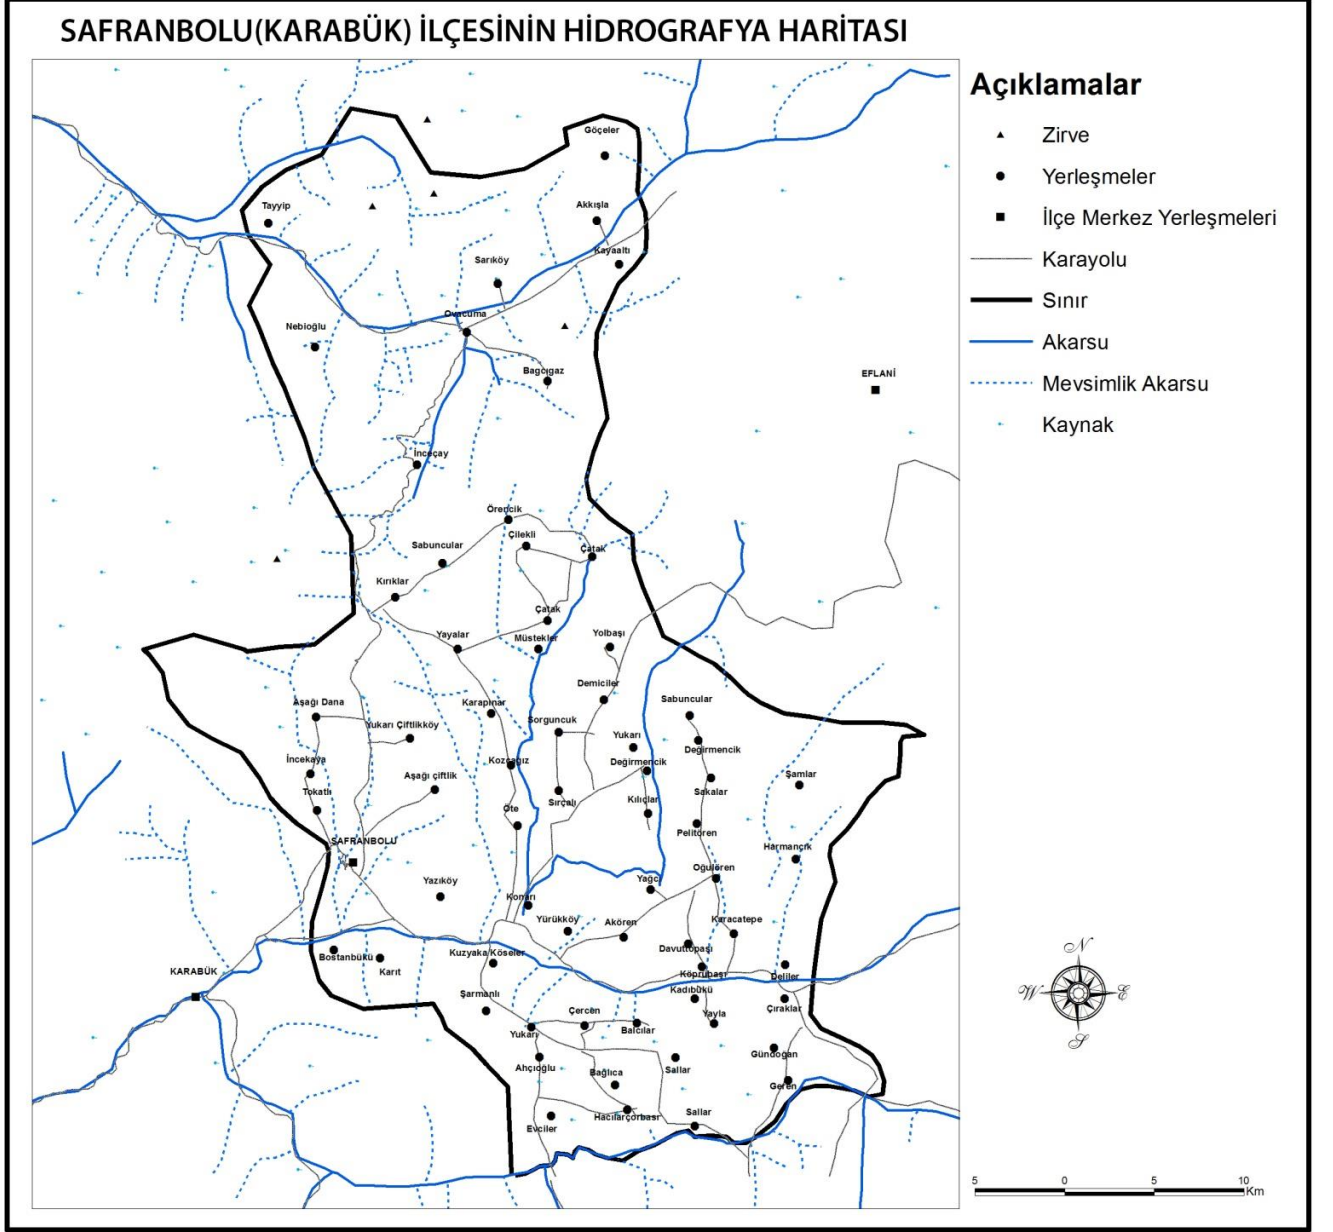 SAFRANBOLU(KARABÜK) İLÇESİNİN HİDROGRAFYA HARİTASI
Açıklamalar
Zirve
Yerleşmeler
İlçe Merkez Yerleşmeleri
Karayolu
Sınır
Akarsu
Mevsimlik Akarsu
Kaynak
Göçeler
Tayyip
Akkışla
Kayaaltı
Sarıköy
Ovacuma
Nebioğlu
Bagcıgaz
EFLANİ
İnceçay
Örencik
Çilekli
Sabuncular
Çatak
Kırıklar
Çatak
Yayalar
Müstekler
Yolbaşı
Demiciler
Aşağı Dana
Karapınar
Sabuncular
Yukarı Çiftlikköy
Sorguncuk
Yukarı
Değirmencik
İncekaya
Kozcagız
Değirmencik
Aşağı çiftlik
Şamlar
Tokatlı
Sakalar
Sırçalı
Kılıçlar
Öte
Pelitören
SAFRANBOLU
Harmancık
Oğulören
Yazıköy
Yağcı
Konarı
Yürükköy
Akören
Karacatepe
Davuttopaşı
Bostanbükü
Kuzyaka Köseler
KARABÜK
Karıt
Köprübaşı
Deliler
Kadıbükü
Şarmanlı
Çerçen
Yayla
Çıraklar
Yukarı
Balcılar
Gündoğan
Ahçıoğlu
Bağlıca
Sallar
Geren
Hacılarçorbası
Sallar
Evciler
N
W
E
S
5 0 5 10
Km